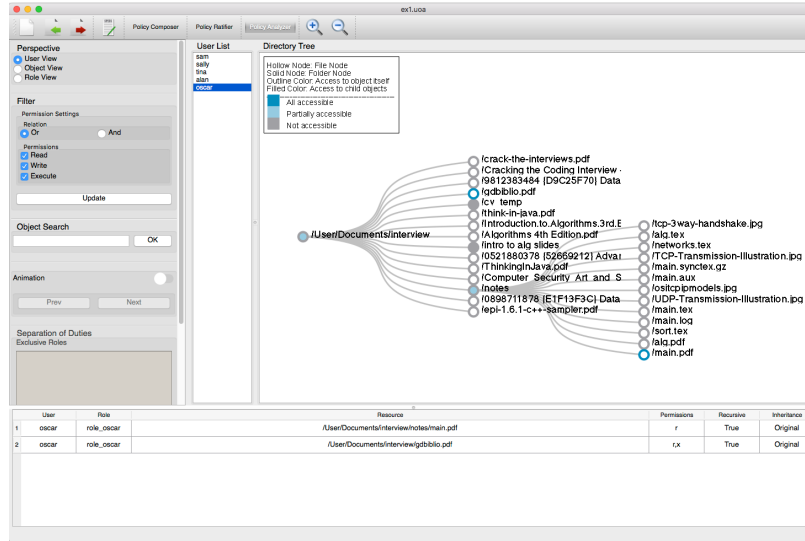 ex1.uoa
Policy Composer
Policy Ratifier
Policy Analyzer
Perspective
User View
Object View
Role View
Filter
Permission Settings
Relation
Or
And
Permissions
Read
Write
Execute
Update
Object Search
OK
Animation
Prev
Next
Separation of Duties
Exclusive Roles
User List
sam
sally
tina
alan
oscar
Directory Tree
Hollow Node: File Node
Solid Node: Folder Node
Outline Color: Access to object itself
Filled Color: Access to child objects
All accessible
Partially accessible
Not accessible
/User/Documents/interview
/crack-the-interviews.pdf
/Cracking the Coding Interview -
/9812383484 {D9C25F70} Data
/gdbiblio.pdf
/cv_temp
/think-in-java.pdf
/Introduction.to.Algorithms.3rd.E
/Algorithms 4th Edition.pdf
/intro to alg slides
/0521880378 {52669212} Advar
/ThinkingInJava.pdf
/Computer_Security_Art_and_S
/notes
/0898711878 {E1F13F3C} Data
/epi-1.6.1-c++-sampler.pdf
/tcp-3way-handshake.jpg
/alg.tex
/networks.tex
/TCP-Transmission-Illustration.jpg
/main.synctex.gz
/main.aux
/ositcpipmodels.jpg
/UDP-Transmission-Illustration.jpg
/main.tex
/main.log
/sort.tex
/alg.pdf
/main.pdf
User Role Resource Permissions Recursive Inheritance
1 oscar role_oscar /User/Documents/interview/notes/main.pdf r True Original
2 oscar role_oscar /User/Documents/interview/gdbiblio.pdf r,x True Original